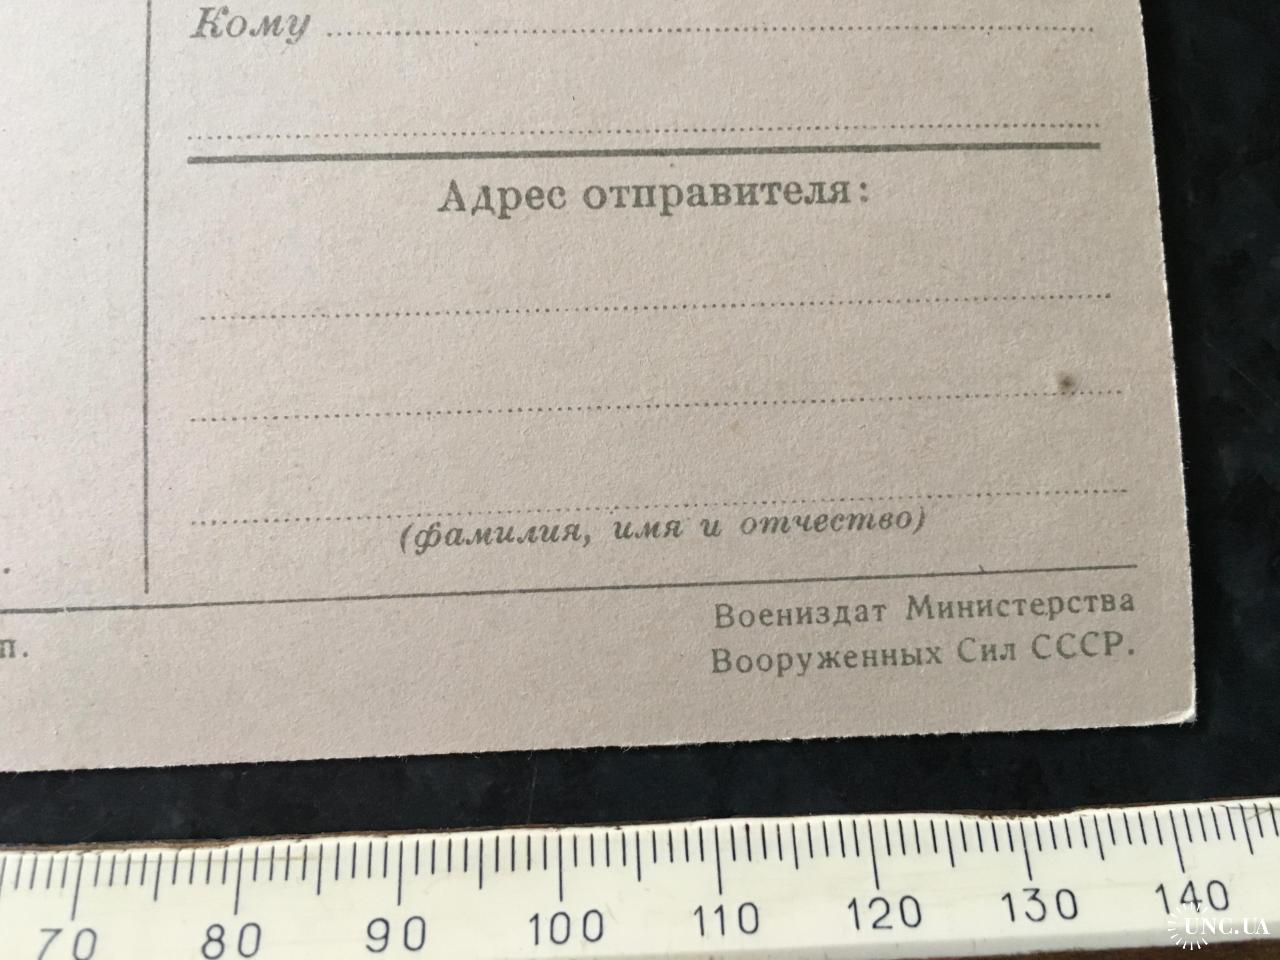 Кому
Адрес отправителя:
(фамилия, имя и отчество)
Воениздат Министерства
Вооруженных Сил СССР.
п.
70 80 90 100 110 120 130 140
UNC.UA